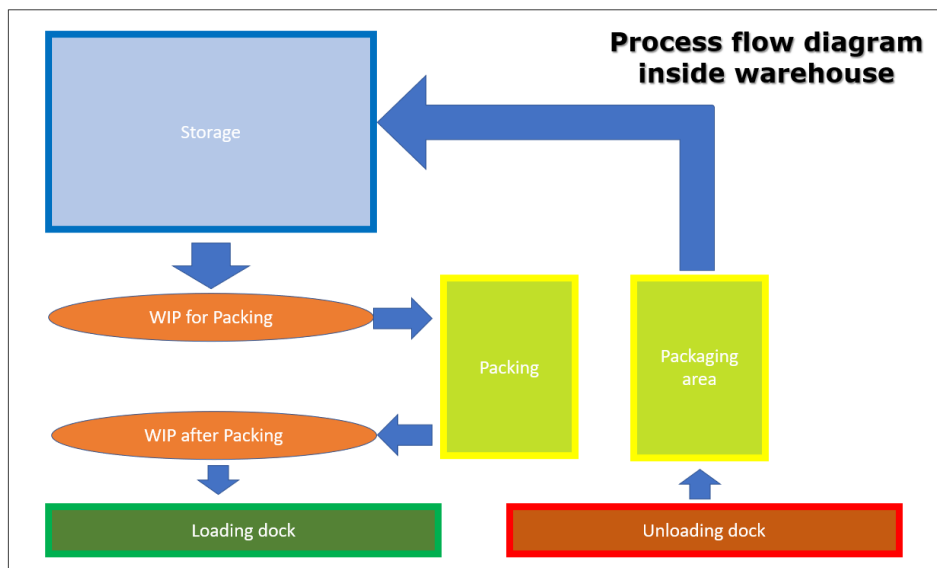 Process flow diagram
inside warehouse
Storage
WIP for Packing
Packing
Packaging
area
WIP after Packing
Loading dock
Unloading dock